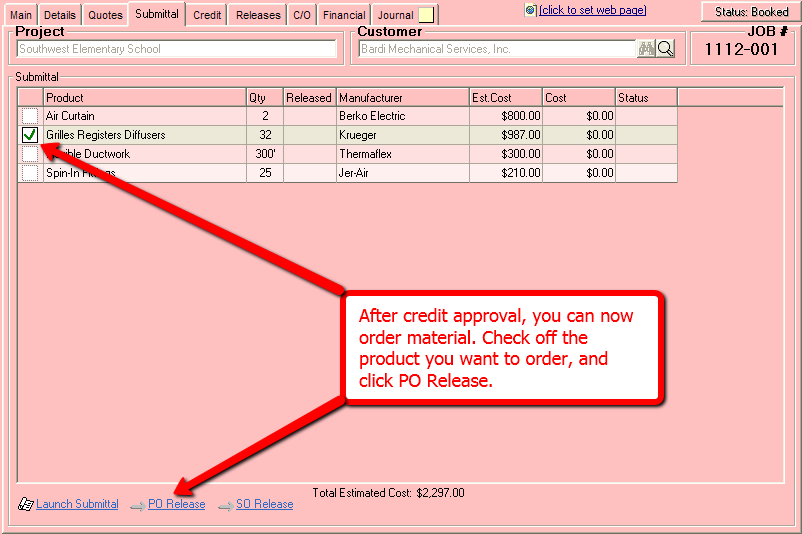 Main Details Quotes Submittal Credit Releases C/O Financial Journal [click to set web page] Status: Booked
Project Customer JOB #
Southwest Elementary School Bardi Mechanical Services, Inc. 1112-001
Submittal
Product Qty Released Manufacturer Est.Cost Cost Status
Air Curtain 2 Berko Electric $800.00 $0.00
Grilles Registers Diffusers 32 Krueger $987.00 $0.00
Ductwork 300' Thermaflex $300.00 $0.00
Spin-In 25 Jer-Air $210.00 $0.00
After credit approval, you can now
order material. Check off the
product you want to order, and
click PO Release.
Total Estimated Cost: $2,297.00
Launch Submittal PO Release SO Release